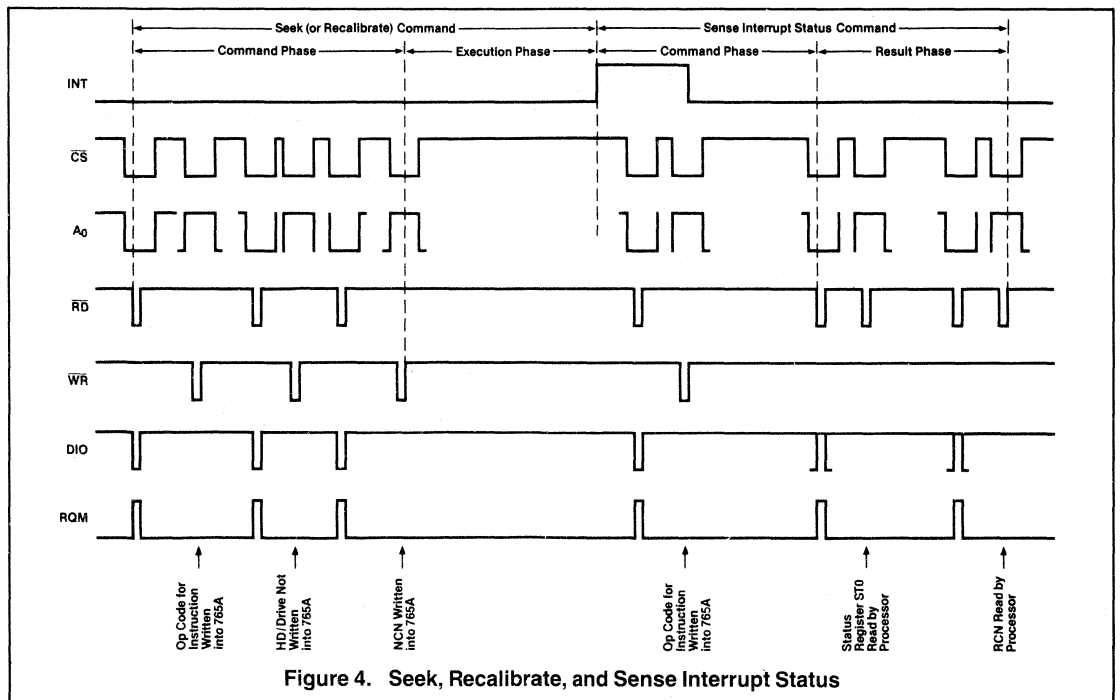 Seek (or Recalibrate) Command
Sense Interrupt Status Command
Command Phase
Execution Phase
Command Phase
Result Phase
INT
CS
A0
RD
WR
DIO
RQM
Op Code for
Instruction
Written
into 765A
HD/Drive Not
Written
into 765A
NCN Written
into 765A
Op Code for
Instruction
Written
into 765A
Status
Register ST0
Read by
Processor
RCN Read by
Processor
Figure 4. Seek, Recalibrate, and Sense Interrupt Status